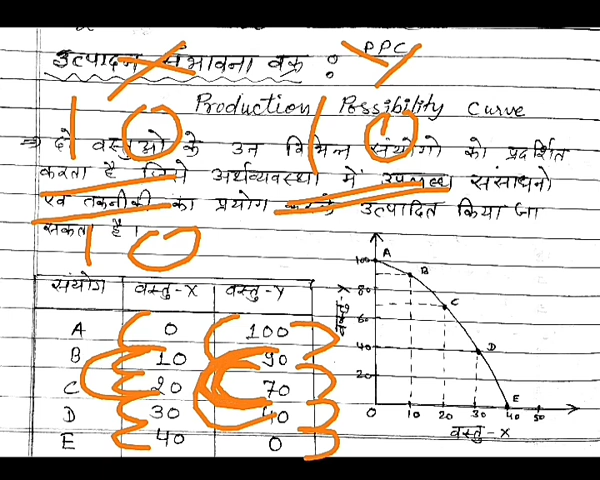 उत्पादन संभावना वक्र : PPC
Production Possibility Curve
⇒ दो वस्तुओ के उन विभिन्न संयोगो को प्रदर्शित
करता है जिसे अर्थव्यवस्था में उपलब्ध संसाधनो
एवं तकनीकी का प्रयोग करके उत्पादित किया जा
सकता है।
संयोग वस्तु-X वस्तु-Y
A 0 100
B 10 90
C 20 70
D 30 40
E 40 0
100
80
60
40
20
0 10 20 30 40 50
A
B
C
D
E
वस्तु-X